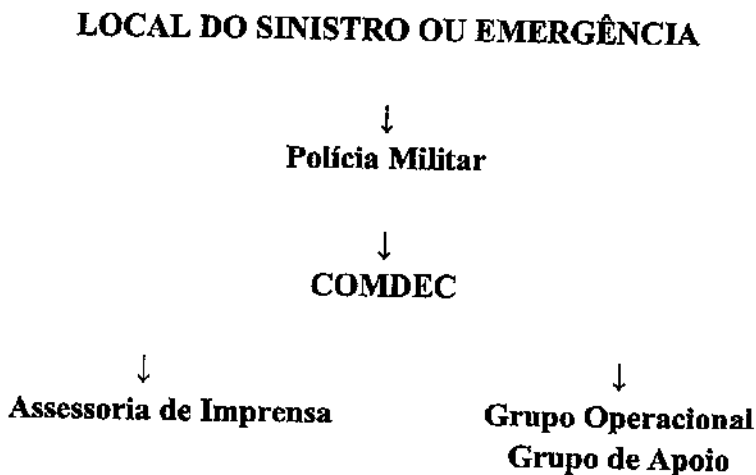 LOCAL DO SINISTRO OU EMERGÊNCIA
↓
Polícia Militar
↓
COMDEC
↓ ↓
Assessoria de Imprensa
Grupo Operacional
Grupo de Apoio